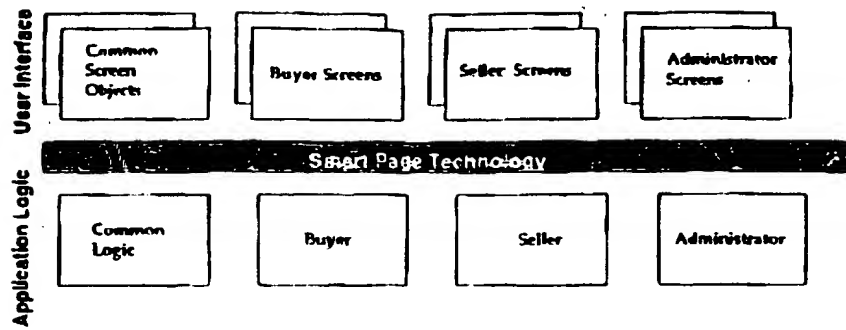 User Interface
Common
Screen
Objects
Buyer Screens
Seller Screens
Administrator
Screens
Smart Page Technology
Application Logic
Common
Logic
Buyer
Seller
Administrator